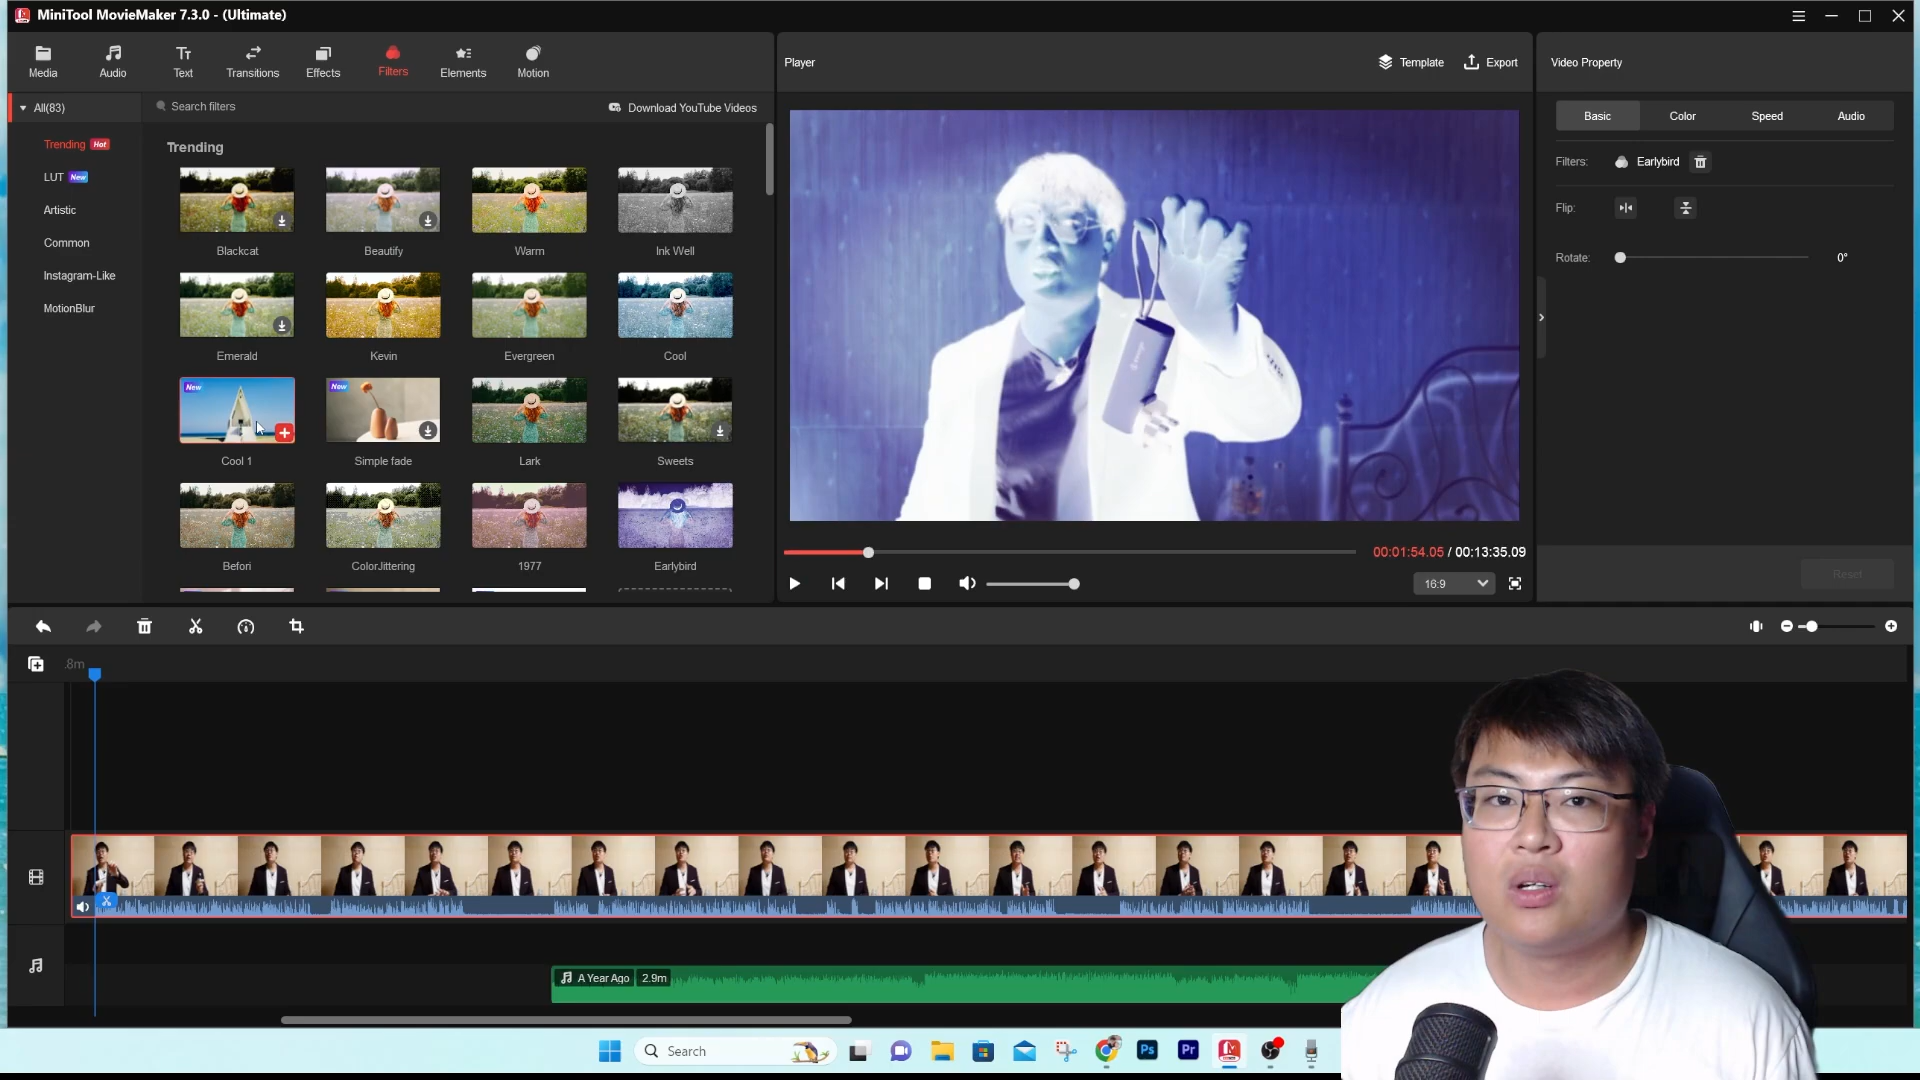 MiniTool MovieMaker 7.3.0 - (Ultimate)
Media
Audio
Text
Transitions
Effects
Filters
Elements
Motion
Player
Template
Export
Video Property
All(83)
Search filters
Download YouTube Videos
Basic
Color
Speed
Audio
Trending Hot
LUT New
Artistic
Common
Instagram-Like
MotionBlur
Trending
Filters:
Earlybird
Flip:
Rotate:
0°
Blackcat
Beautify
Warm
Ink Well
Emerald
Kevin
Evergreen
Cool
New
New
Cool 1
Simple fade
Lark
Sweets
Befori
ColorJittering
1977
Earlybird
00:01:54.05 / 00:13:35.09
16:9
Reset
.8m
A Year Ago
2.9m
Search
Ps
Pr